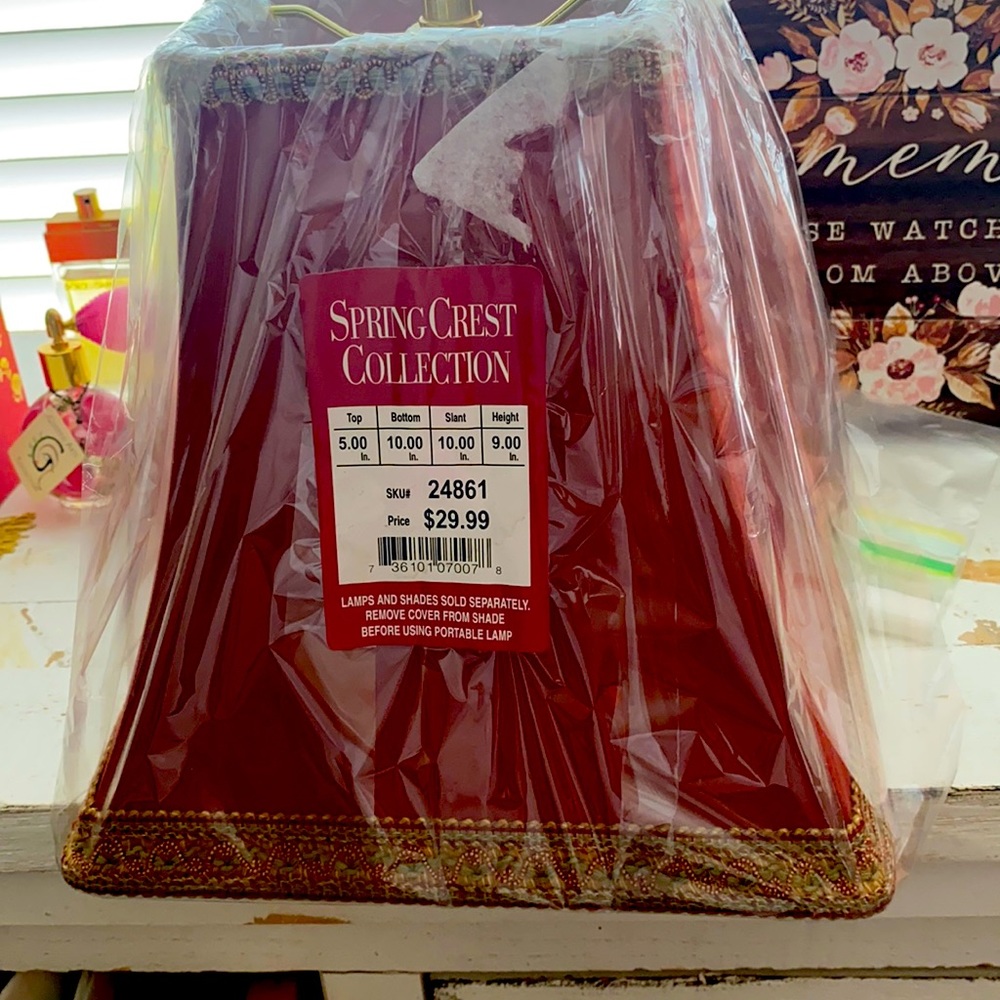 SPRING CREST
COLLECTION
Top Bottom Slant Height
5.00 In. 10.00 In. 10.00 In. 9.00 In.
SKU# 24861
Price $29.99
7 36101 07007 8
LAMPS AND SHADES SOLD SEPARATELY.
REMOVE COVER FROM SHADE
BEFORE USING PORTABLE LAMP
mem
SE WATCH
OM ABOV